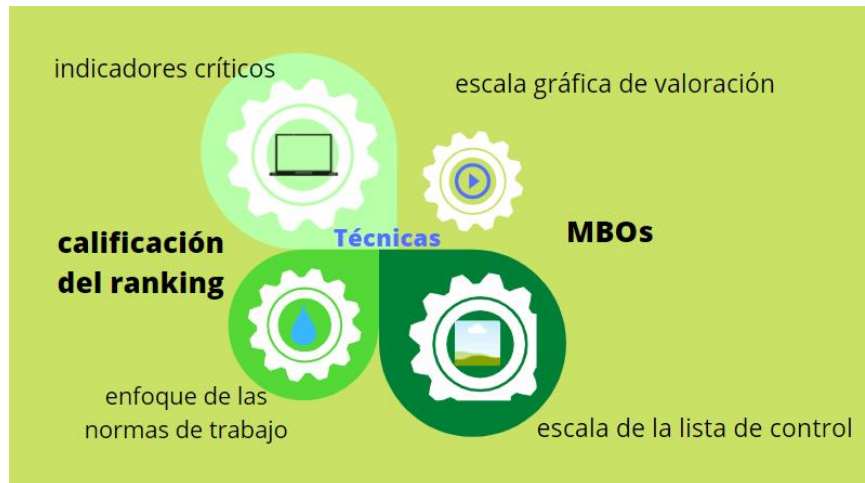 indicadores críticos
escala gráfica de valoración
calificación
del ranking
Técnicas
MBOs
enfoque de las
normas de trabajo
escala de la lista de control